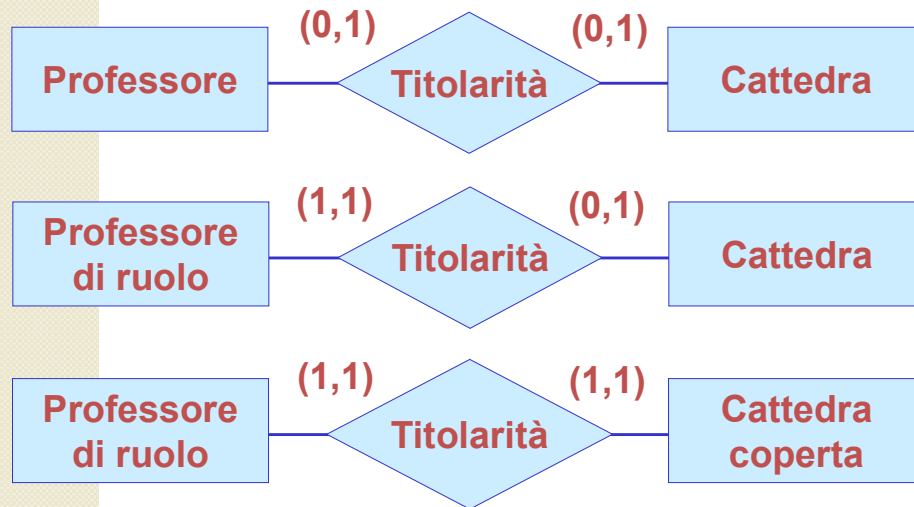 (0,1) (0,1)
Professore Titolarità Cattedra
(1,1) (0,1)
Professore
di ruolo
Titolarità
Cattedra
(1,1) (1,1)
Professore
di ruolo
Titolarità
Cattedra
coperta